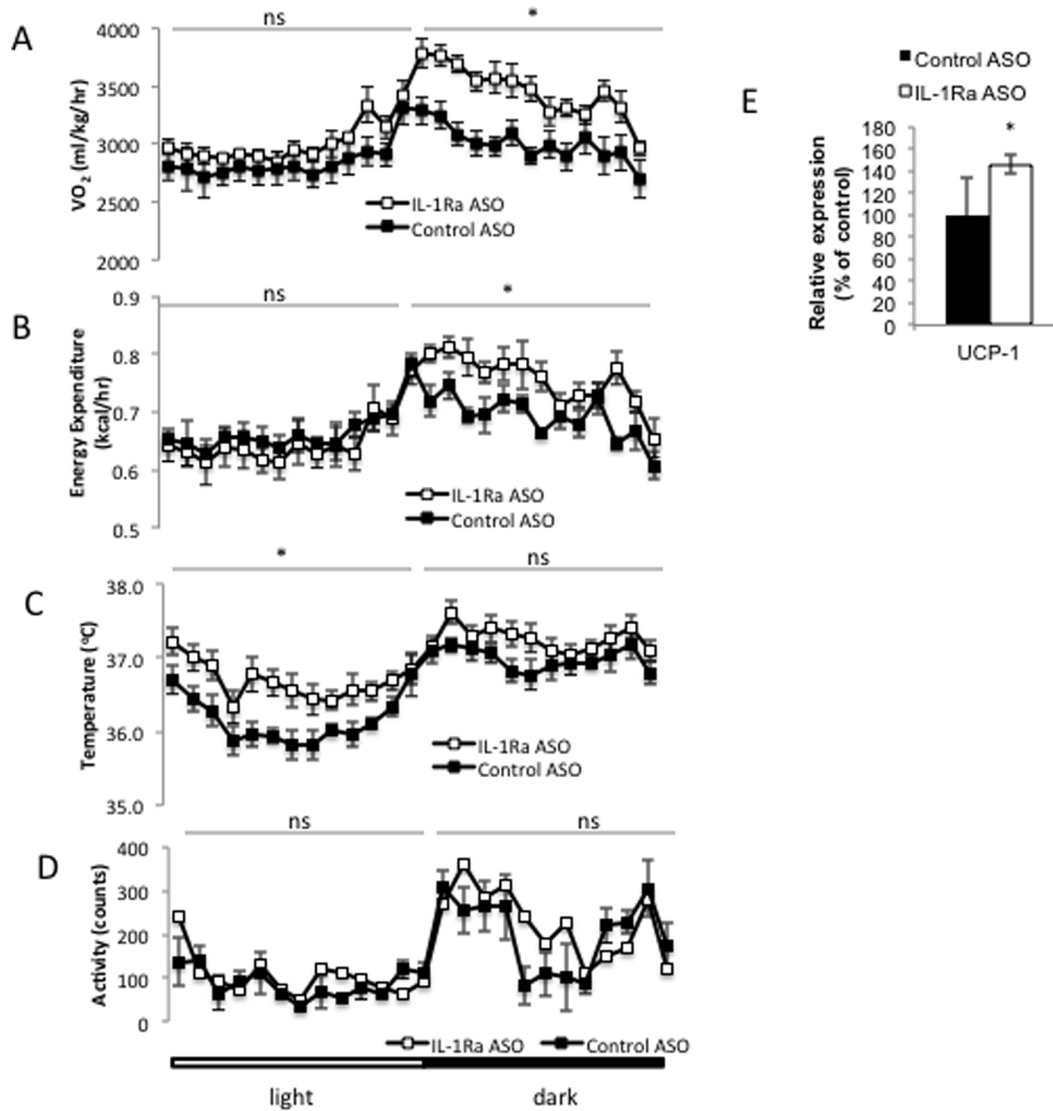 A
ns
*
4000
3500
3000
2500
2000
VO2 (ml/kg/hr)
IL-1Ra ASO
Control ASO
B
ns
*
0.9
0.8
0.7
0.6
0.5
Energy Expenditure
(kcal/hr)
IL-1Ra ASO
Control ASO
C
*
ns
38.0
37.0
36.0
35.0
Temperature (°C)
IL-1Ra ASO
Control ASO
D
ns
ns
400
300
200
100
0
Activity (counts)
IL-1Ra ASO
Control ASO
light
dark
E
Control ASO
IL-1Ra ASO
*
180
160
140
120
100
80
60
40
20
0
Relative expression
(% of control)
UCP-1